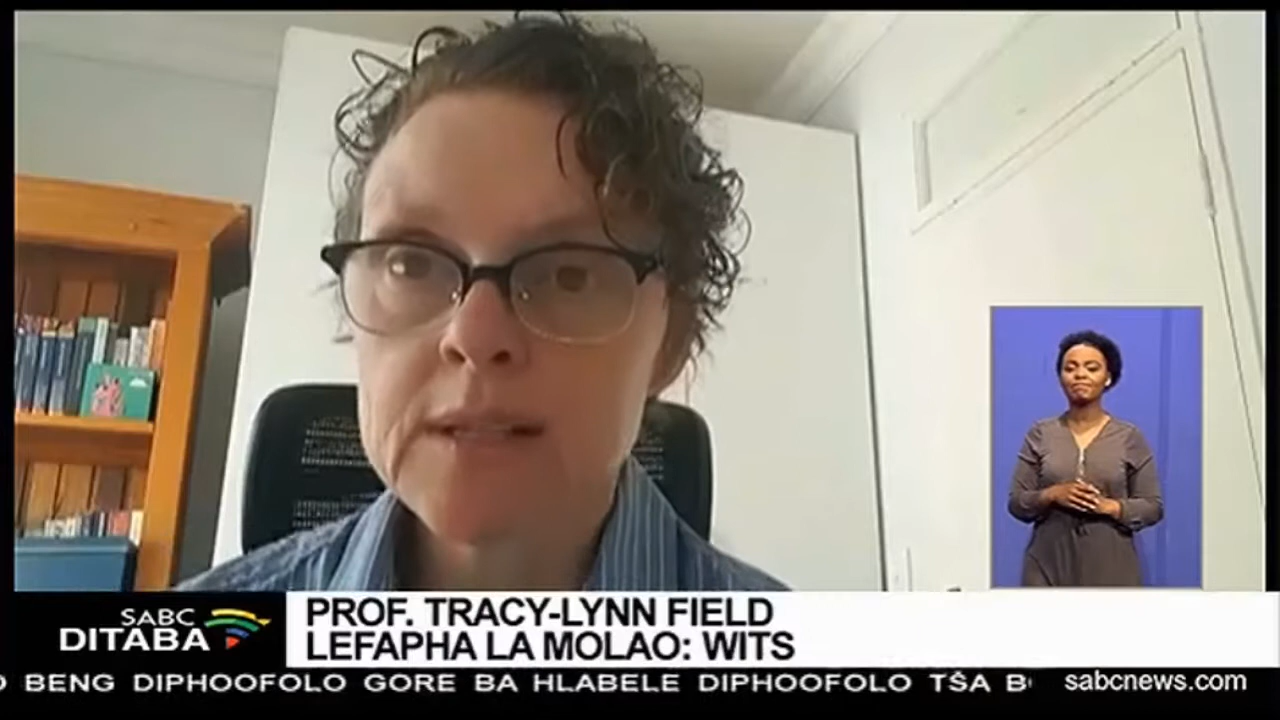 SABC
DITABA
PROF. TRACY-LYNN FIELD
LEFAPHA LA MOLAO: WITS
BENG DIPHOOFOLO GORE BA HLABELE DIPHOOFOLO TŠA
sabcnews.com